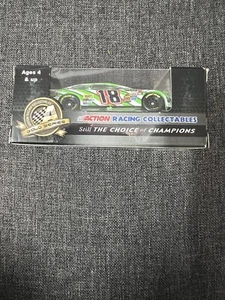 Ages 4
& up
18
ACTION RACING COLLECTABLES
Still THE CHOICE of CHAMPIONS